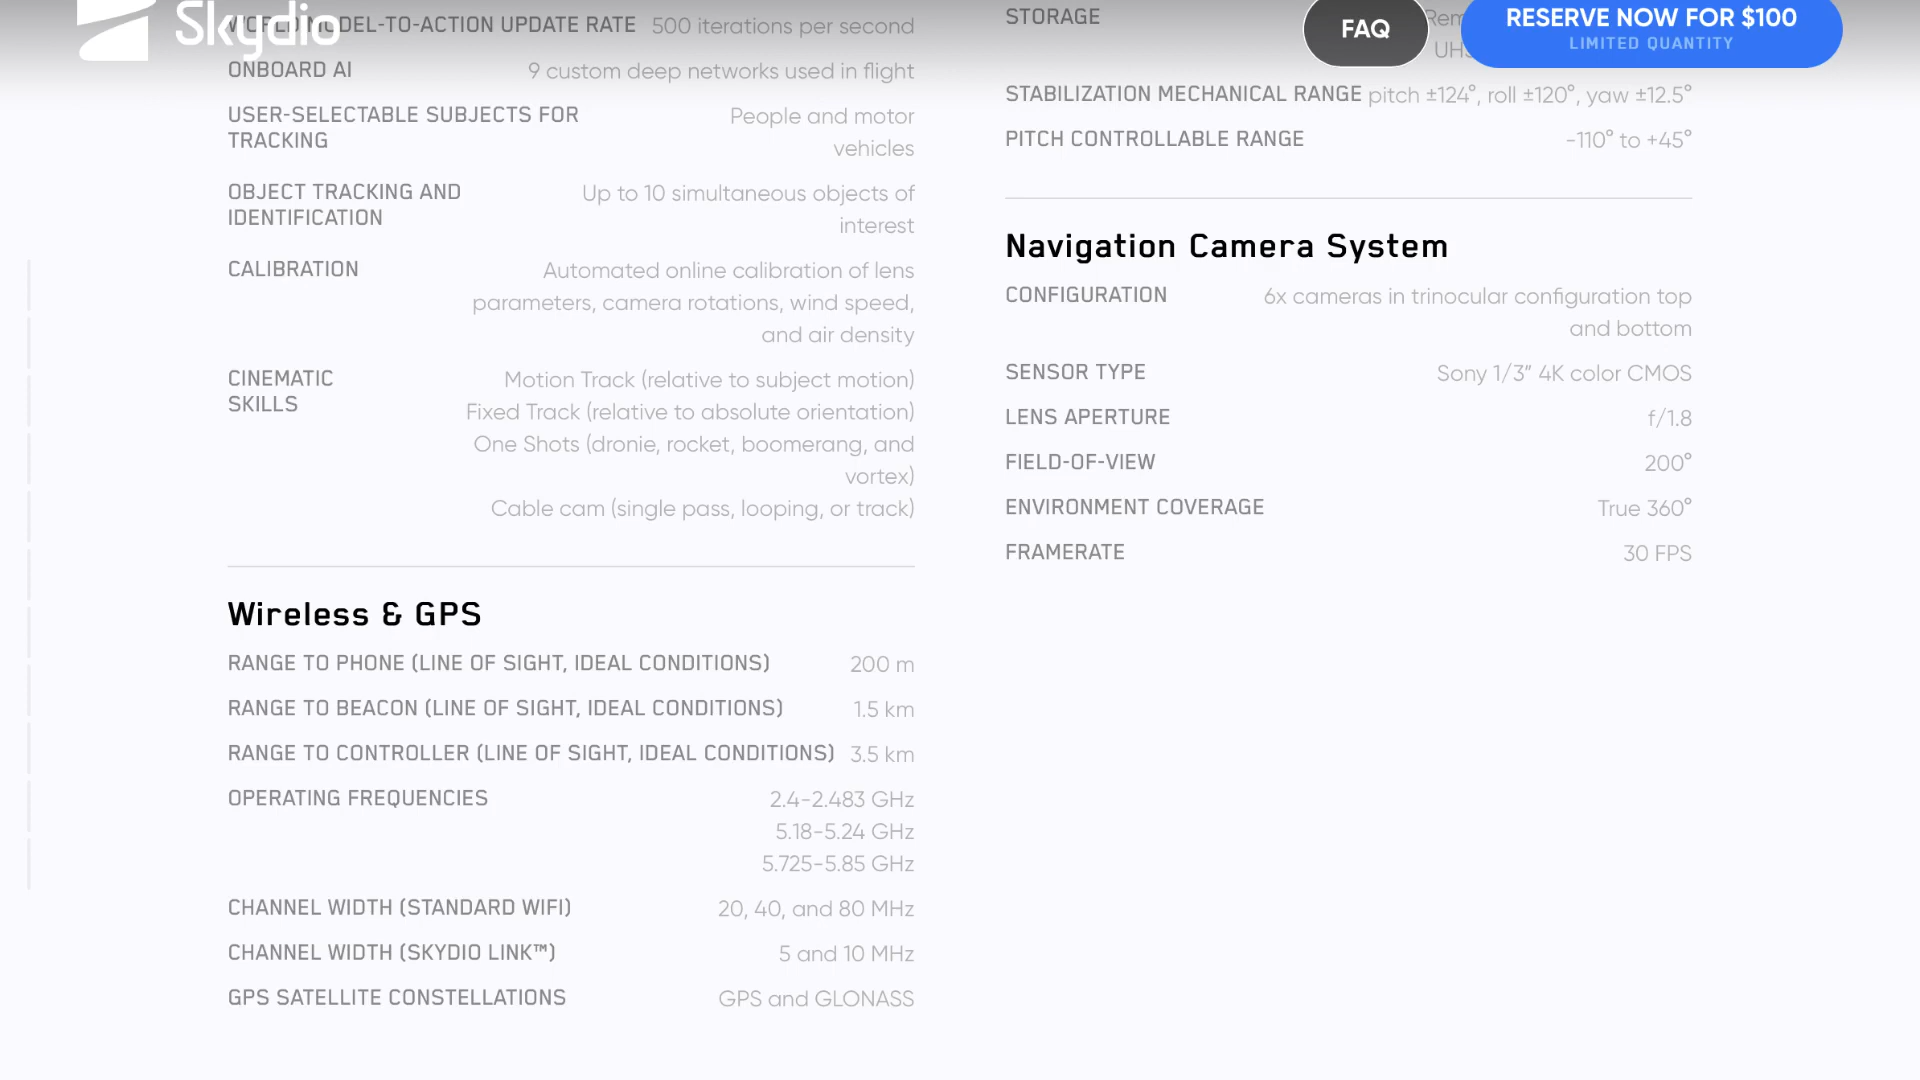 Skydio
FAQ
RESERVE NOW FOR $100
LIMITED QUANTITY
WORLD MODEL-TO-ACTION UPDATE RATE 500 iterations per second
ONBOARD AI 9 custom deep networks used in flight
USER-SELECTABLE SUBJECTS FOR
TRACKING
People and motor
vehicles
OBJECT TRACKING AND
IDENTIFICATION
Up to 10 simultaneous objects of
interest
CALIBRATION Automated online calibration of lens
parameters, camera rotations, wind speed,
and air density
CINEMATIC
SKILLS
Motion Track (relative to subject motion)
Fixed Track (relative to absolute orientation)
One Shots (dronie, rocket, boomerang, and
vortex)
Cable cam (single pass, looping, or track)
Wireless & GPS
RANGE TO PHONE (LINE OF SIGHT, IDEAL CONDITIONS) 200 m
RANGE TO BEACON (LINE OF SIGHT, IDEAL CONDITIONS) 1.5 km
RANGE TO CONTROLLER (LINE OF SIGHT, IDEAL CONDITIONS) 3.5 km
OPERATING FREQUENCIES 2.4-2.483 GHz
5.18-5.24 GHz
5.725-5.85 GHz
CHANNEL WIDTH (STANDARD WIFI) 20, 40, and 80 MHz
CHANNEL WIDTH (SKYDIO LINK™) 5 and 10 MHz
GPS SATELLITE CONSTELLATIONS GPS and GLONASS
STORAGE
STABILIZATION MECHANICAL RANGE pitch ±124°, roll ±120°, yaw ±12.5°
PITCH CONTROLLABLE RANGE -110° to +45°
Navigation Camera System
CONFIGURATION 6x cameras in trinocular configuration top
and bottom
SENSOR TYPE Sony 1/3” 4K color CMOS
LENS APERTURE f/1.8
FIELD-OF-VIEW 200°
ENVIRONMENT COVERAGE True 360°
FRAMERATE 30 FPS